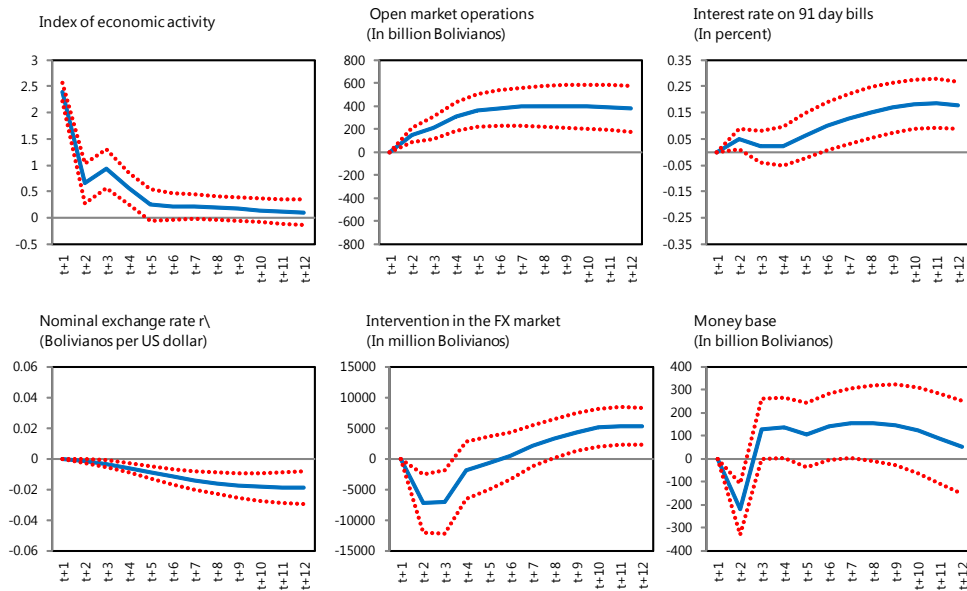 Index of economic activity
3
2.5
2
1.5
1
0.5
0
-0.5
t+1
t+2
t+3
t+4
t+5
t+6
t+7
t+8
t+9
t+10
t+11
t+12
Open market operations
(In billion Bolivianos)
800
600
400
200
0
-200
-400
-600
-800
t+1
t+2
t+3
t+4
t+5
t+6
t+7
t+8
t+9
t+10
t+11
t+12
Interest rate on 91 day bills
(In percent)
0.35
0.25
0.15
0.05
-0.05
-0.15
-0.25
0.35
t+1
t+2
t+3
t+4
t+5
t+6
t+7
t+8
t+9
t+10
t+11
t+12
Nominal exchange rate r\
(Bolivianos per US dollar)
0.06
0.04
0.02
0
-0.02
-0.04
-0.06
t+1
t+2
t+3
t+4
t+5
t+6
t+7
t+8
t+9
t+10
t+11
t+12
Intervention in the FX market
(In million Bolivianos)
15000
10000
5000
0
-5000
-10000
15000
t+1
t+2
t+3
t+4
t+5
t+6
t+7
t+8
t+9
t+10
t+11
t+12
Money base
(In billion Bolivianos)
400
300
200
100
0
-100
-200
-300
-400
t+1
t+2
t+3
t+4
t+5
t+6
t+7
t+8
t+9
t+10
t+11
t+12